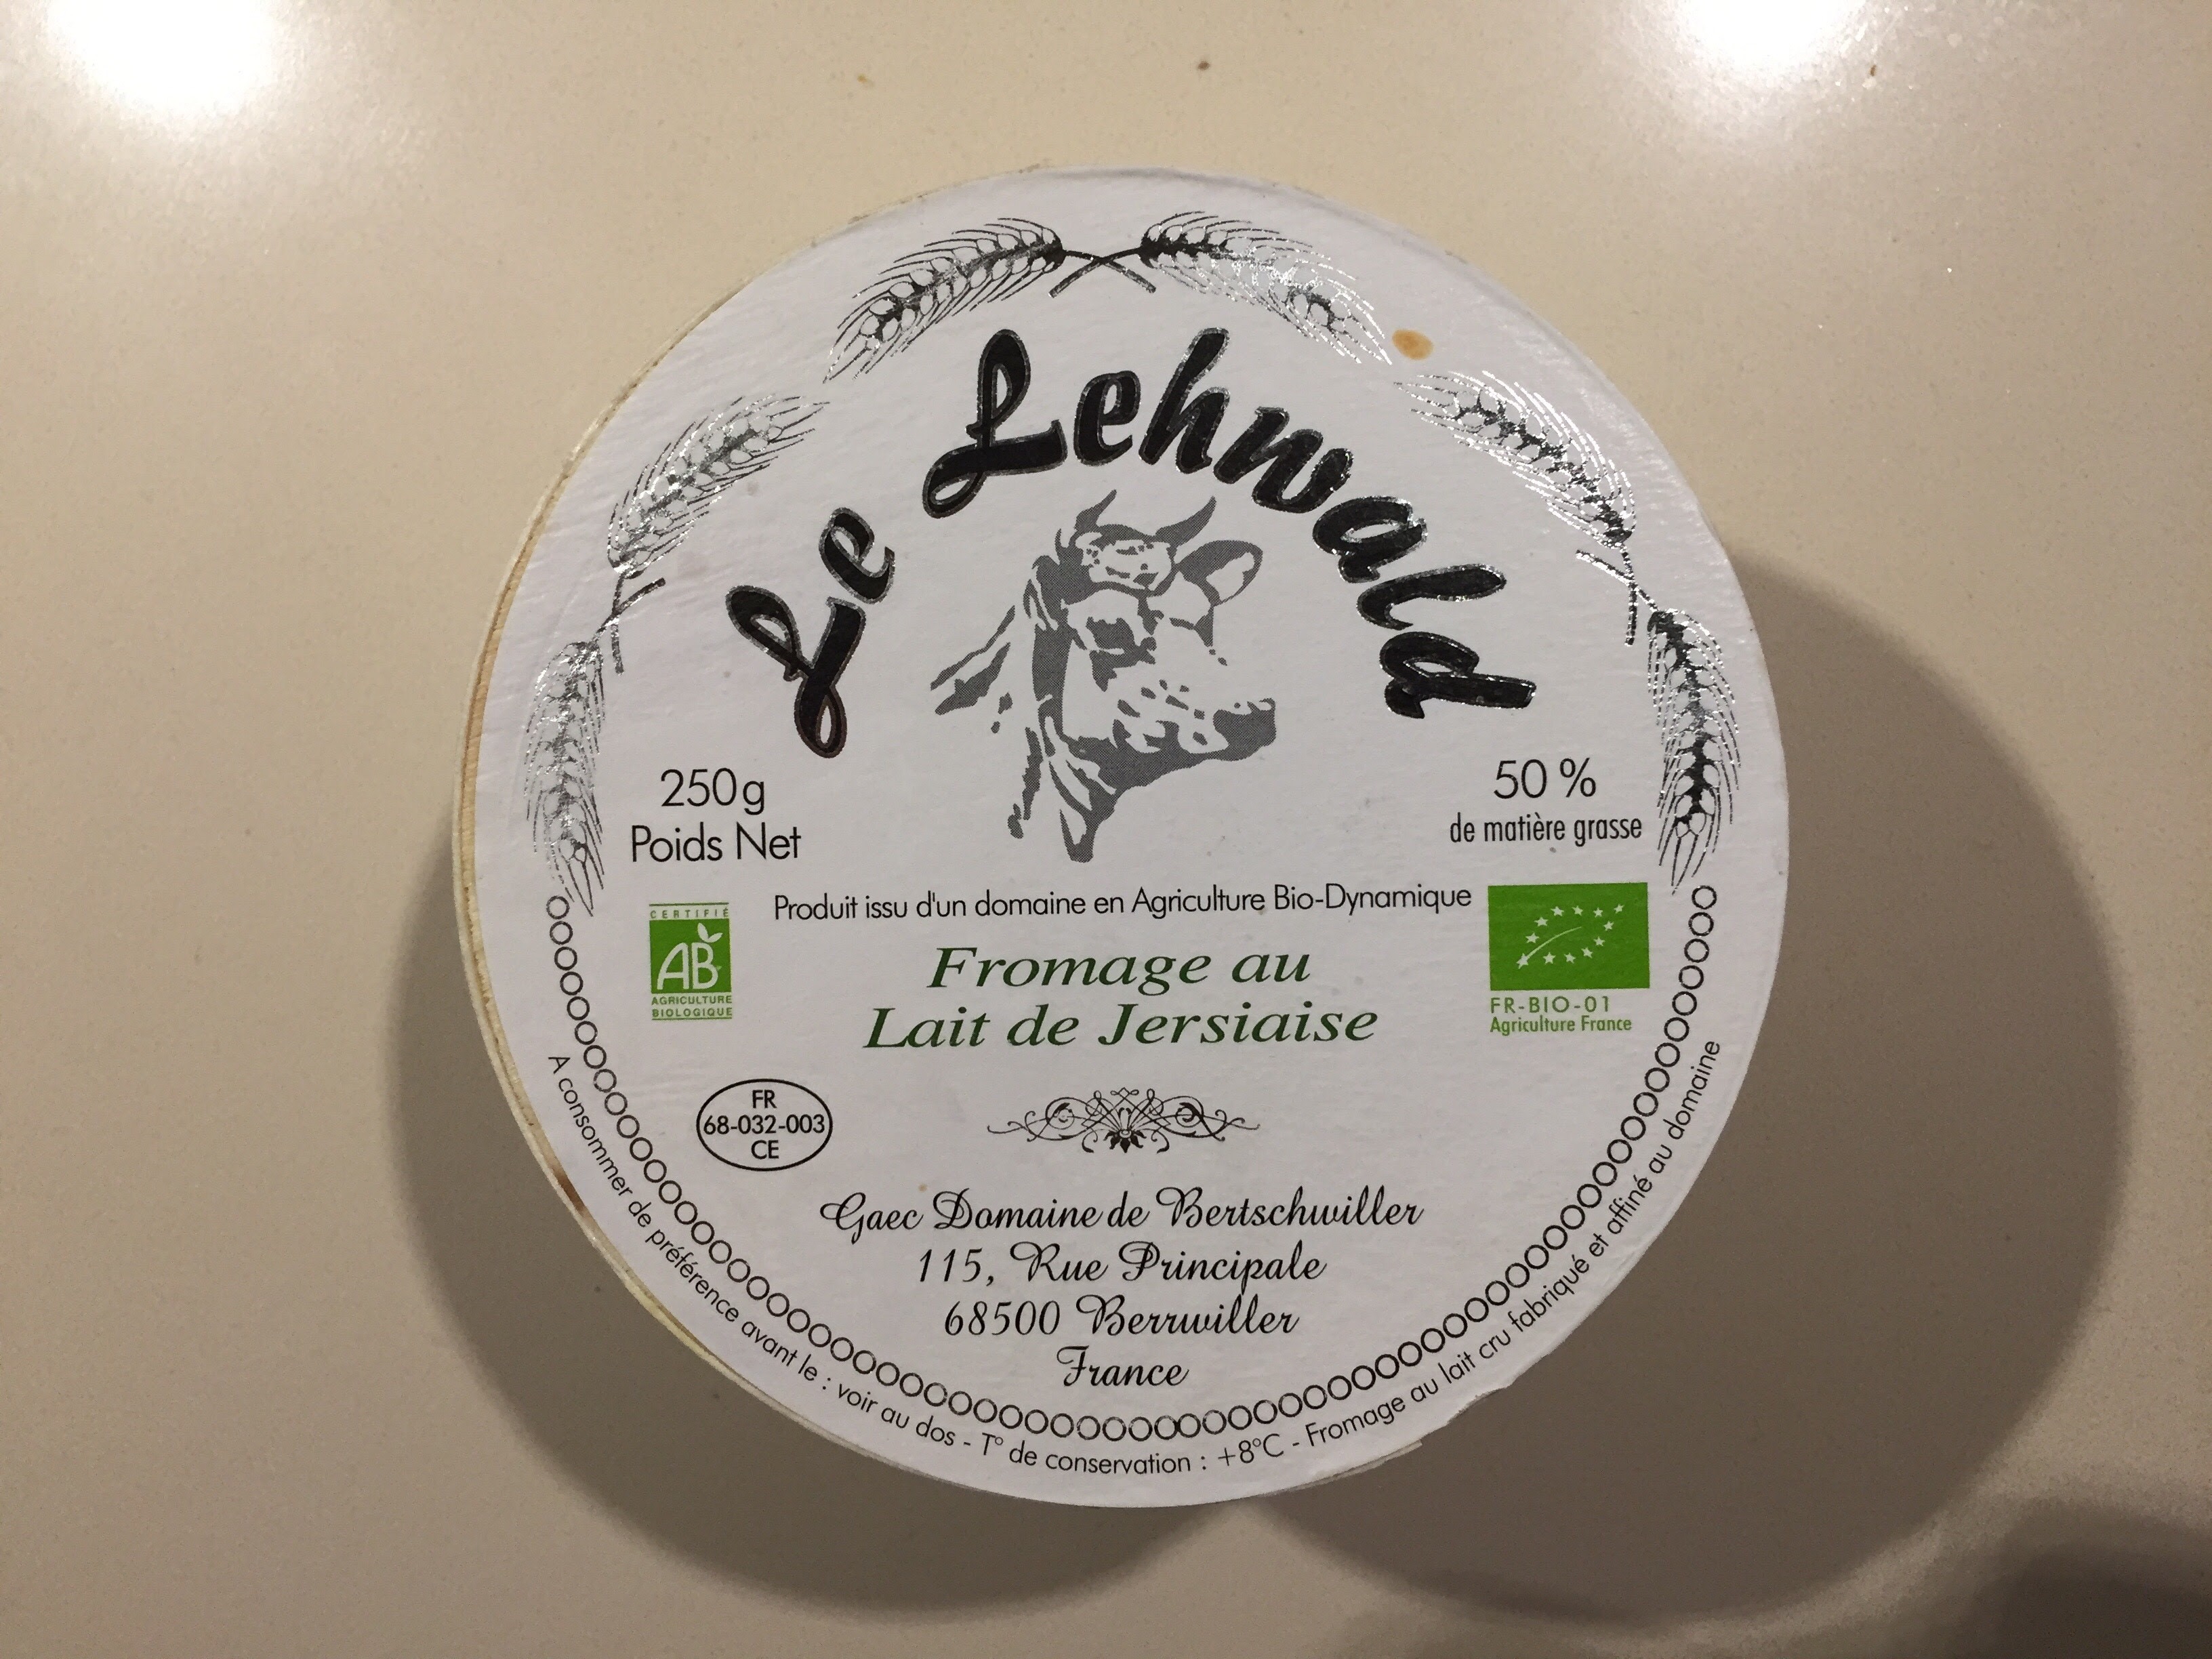 Le Lehwald
250g
Poids Net
50 %
de matière grasse
Produit issu d'un domaine en Agriculture Bio-Dynamique
CERTIFIÉ
AB
AGRICULTURE
BIOLOGIQUE
Fromage au
Lait de Jersiaise
FR-BIO-01
Agriculture France
FR
68-032-003
CE
Gaec Domaine de Bertschwiller
115, Rue Principale
68500 Berrwiller
France
A consommer de préférence avant le : voir au dos - T° de conservation : +8°C - Fromage au lait cru fabriqué et affiné au domaine